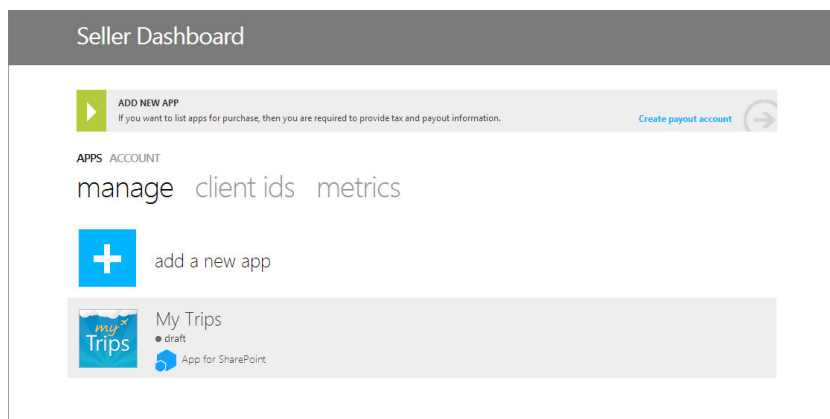 Seller Dashboard
ADD NEW APP
If you want to list apps for purchase, then you are required to provide tax and payout information.
Create payout account
APPS ACCOUNT
manage client ids metrics
add a new app
my
Trips
My Trips
draft
App for SharePoint